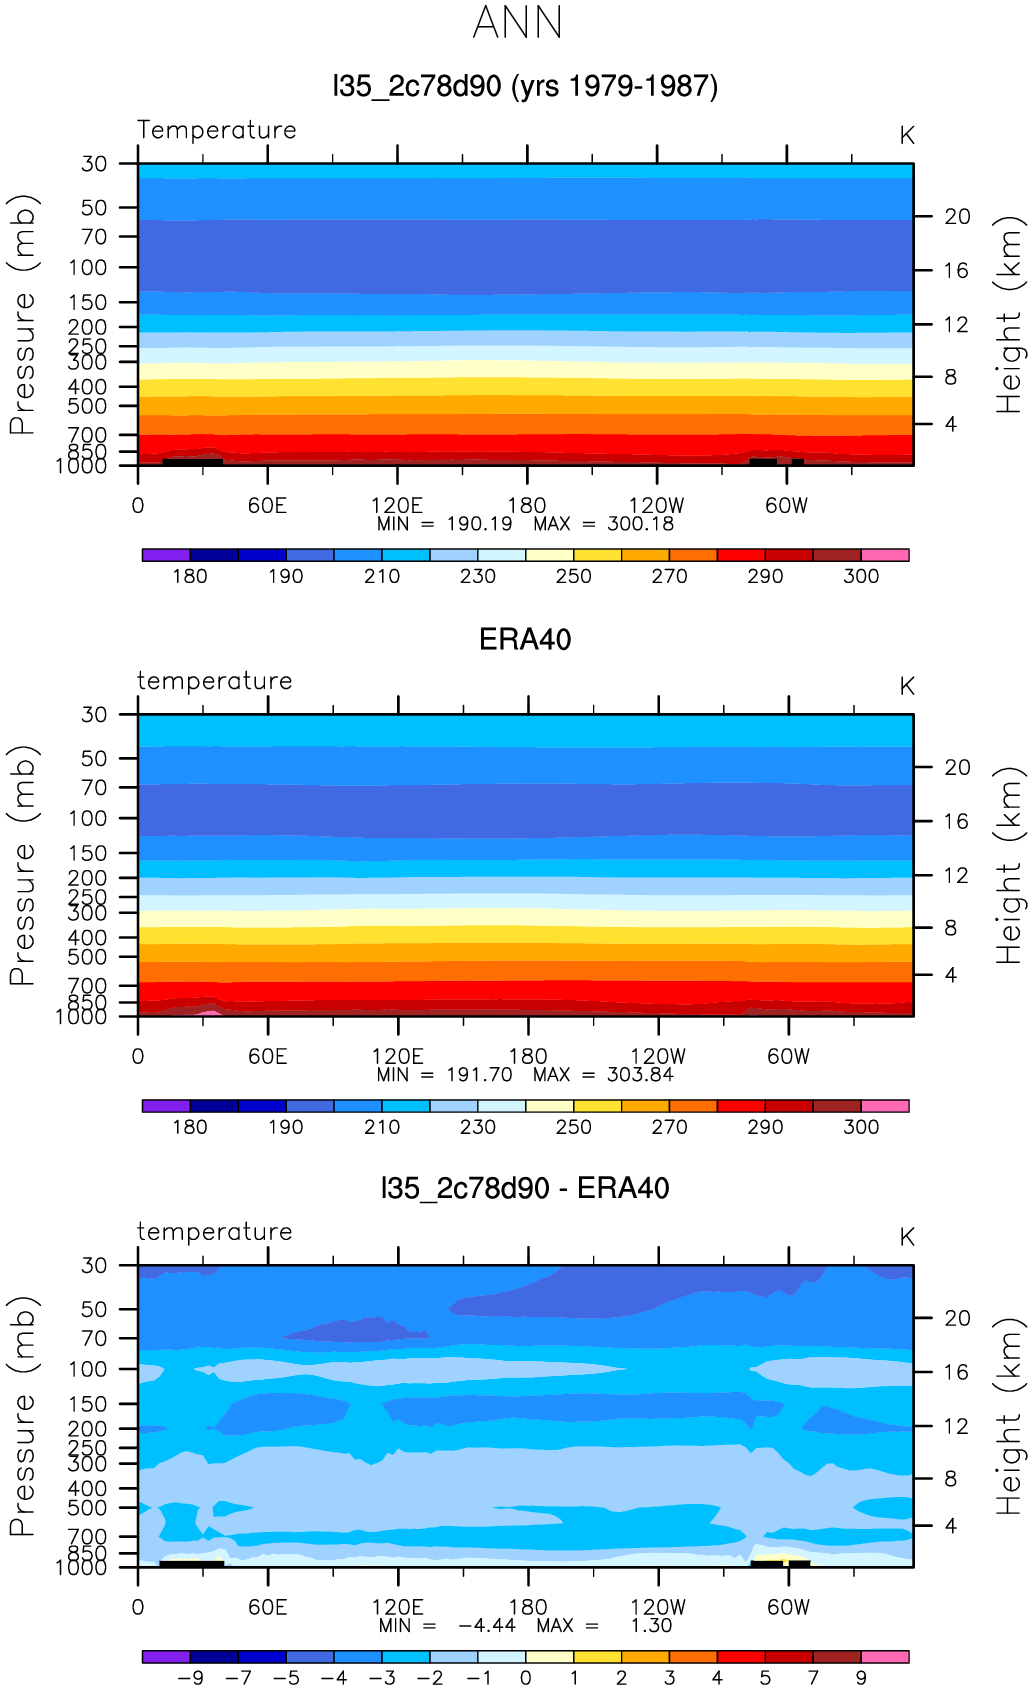 ANN
l35_2c78d90 (yrs 1979-1987)
Temperature K
30
50
70
100
150
200
250
300
400
500
700
850
1000
Pressure (mb)
20
16
12
8
4
Height (km)
0 60E 120E 180 120W 60W
MIN = 190.19 MAX = 300.18
180 190 210 230 250 270 290 300
ERA40
temperature K
30
50
70
100
150
200
250
300
400
500
700
850
1000
Pressure (mb)
20
16
12
8
4
Height (km)
0 60E 120E 180 120W 60W
MIN = 191.70 MAX = 303.84
180 190 210 230 250 270 290 300
l35_2c78d90 - ERA40
temperature K
30
50
70
100
150
200
250
300
400
500
700
850
1000
Pressure (mb)
20
16
12
8
4
Height (km)
0 60E 120E 180 120W 60W
MIN = -4.44 MAX = 1.30
-9 -7 -5 -4 -3 -2 -1 0 1 2 3 4 5 7 9